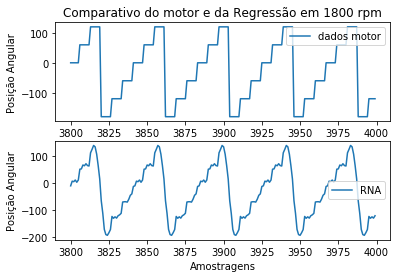 Comparativo do motor e da Regressão em 1800 rpm
100
0
−100
Posição Angular
dados motor
3800 3825 3850 3875 3900 3925 3950 3975 4000
100
0
−100
−200
Posição Angular
RNA
3800 3825 3850 3875 3900 3925 3950 3975 4000
Amostragens